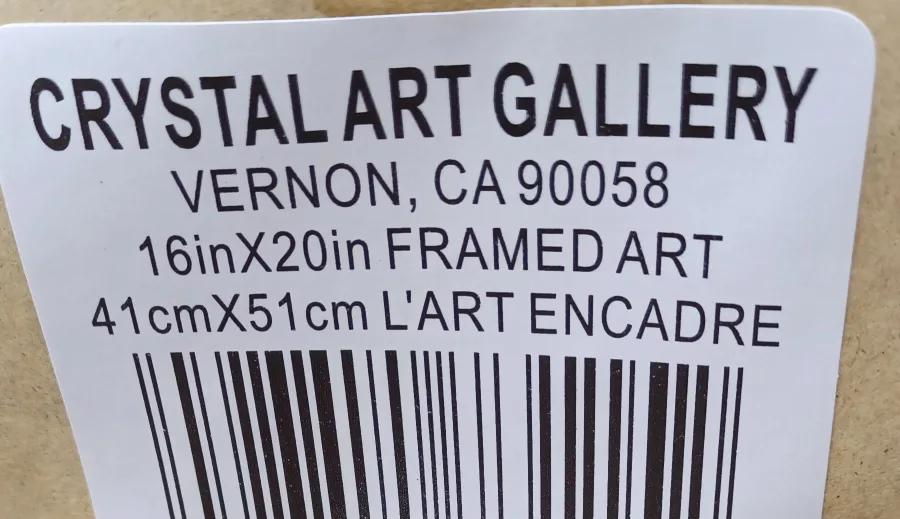 CRYSTAL ART GALLERY
VERNON, CA 90058
16inX20in FRAMED ART
41cmX51cm L'ART ENCADRE